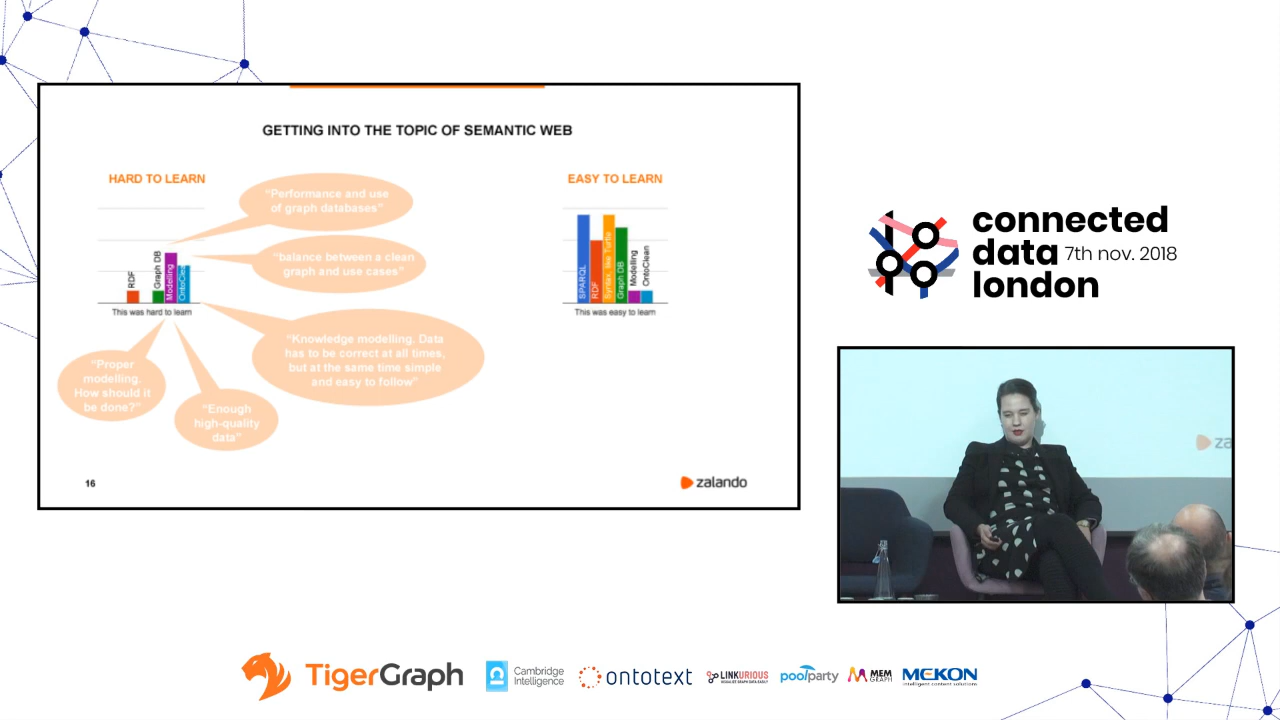 GETTING INTO THE TOPIC OF SEMANTIC WEB
HARD TO LEARN
"Performance and use
of graph databases"
"balance between a clean
graph and use cases"
RDF
Graph DB
Modelling
OntoClean
This was hard to learn
"Knowledge modelling. Data
has to be correct at all times,
but at the same time simple
and easy to follow"
"Proper
modelling.
How should it
be done?"
"Enough
high-quality
data"
EASY TO LEARN
SPARQL
RDF
Syntax, like Turtle
Graph DB
Modelling
OntoClean
This was easy to learn
16
zalando
connected
data 7th nov. 2018
london
za
TigerGraph
Cambridge
Intelligence
ontotext
LINKURIOUS
poolparty
MEM
GRAPH
MEKON
intelligent content solutions